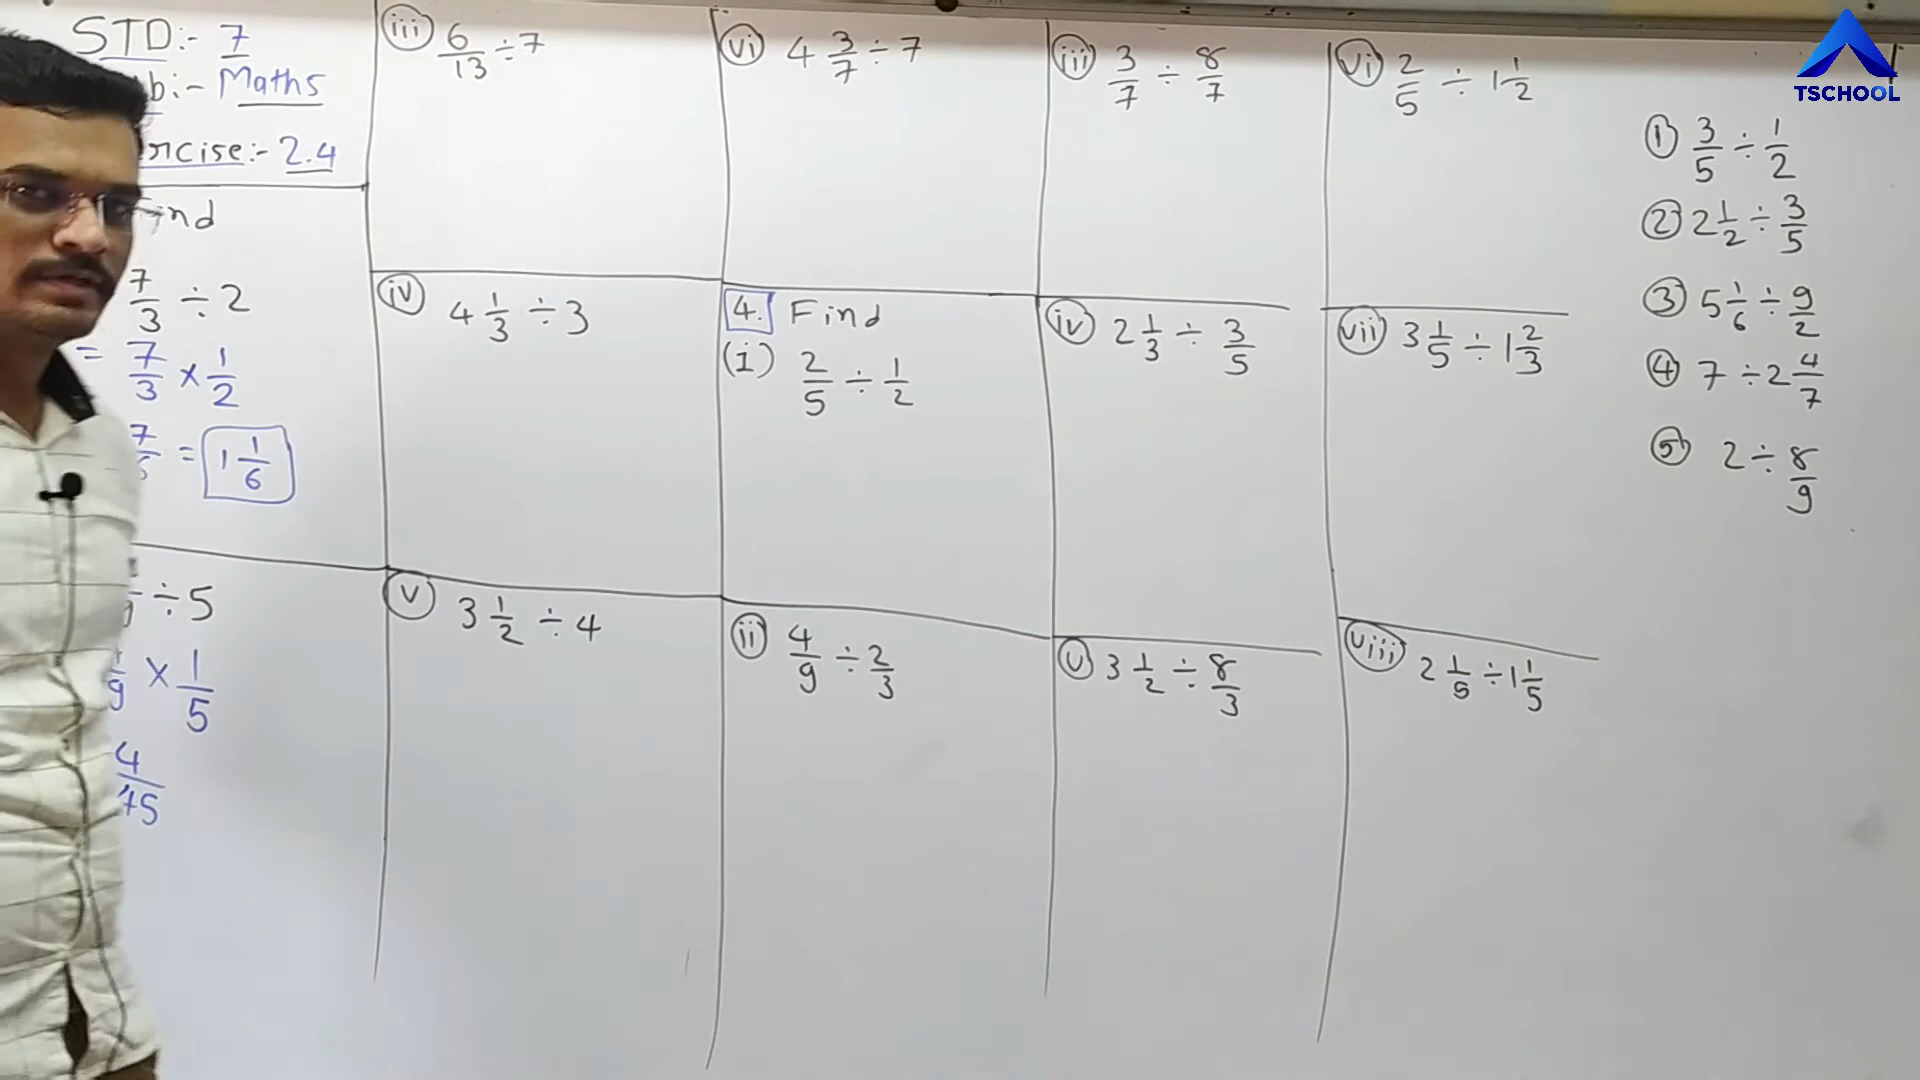 STD:- 7
b:- Maths
rcise:- 2.4
ind
7/3 ÷ 2
= 7/3 × 1/2
7/ = 1 1/6
÷ 5
/9 × 1/5
4/45
iii 6/13 ÷ 7
iv 4 1/3 ÷ 3
v 3 1/2 ÷ 4
vi 4 3/7 ÷ 7
4. Find
(i) 2/5 ÷ 1/2
ii 4/9 ÷ 2/3
iii 3/7 ÷ 8/7
iv 2 1/3 ÷ 3/5
v 3 1/2 ÷ 8/3
vi 2/5 ÷ 1 1/2
vii 3 1/5 ÷ 1 2/3
viii 2 1/5 ÷ 1 1/5
TSCHOOL
1 3/5 ÷ 1/2
2 2 1/2 ÷ 3/5
3 5 1/6 ÷ 9/2
4 7 ÷ 2 4/7
5 2 ÷ 8/9